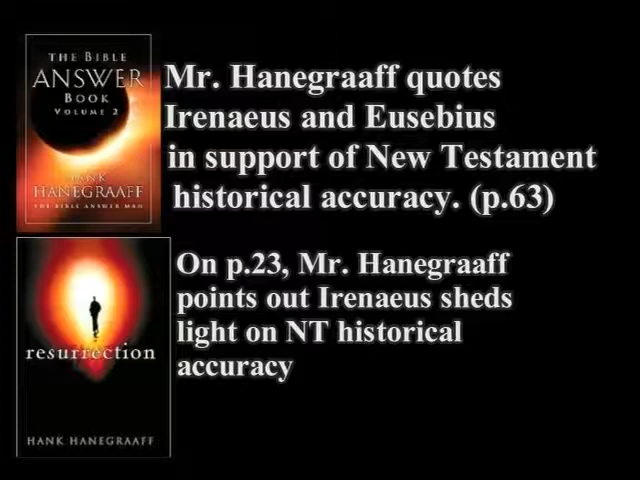 THE BIBLE
ANSWER
BOOK
VOLUME 2
HANK
HANEGRAAFF
THE BIBLE ANSWER MAN
Mr. Hanegraaff quotes
Irenaeus and Eusebius
in support of New Testament
historical accuracy. (p.63)
resurrection
HANK HANEGRAAFF
On p.23, Mr. Hanegraaff
points out Irenaeus sheds
light on NT historical
accuracy